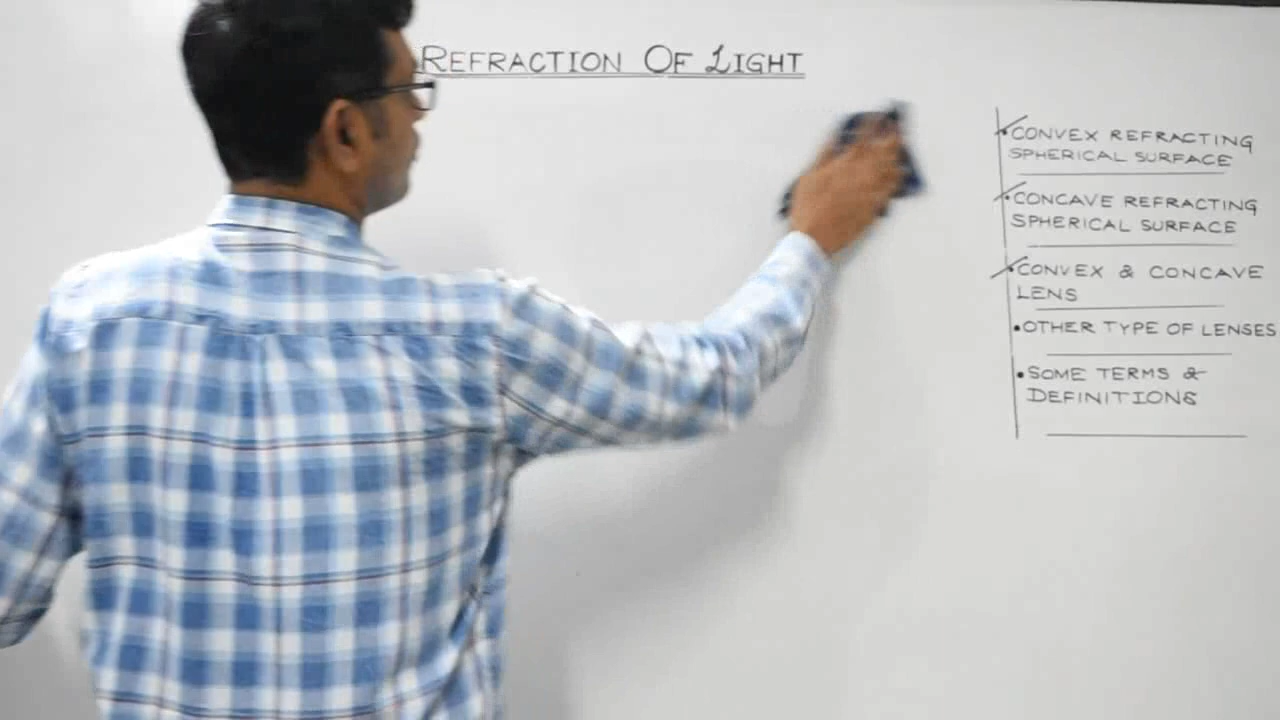 REFRACTION OF LIGHT
• CONVEX REFRACTING
SPHERICAL SURFACE
• CONCAVE REFRACTING
SPHERICAL SURFACE
• CONVEX & CONCAVE
LENS
• OTHER TYPE OF LENSES
• SOME TERMS &
DEFINITIONS